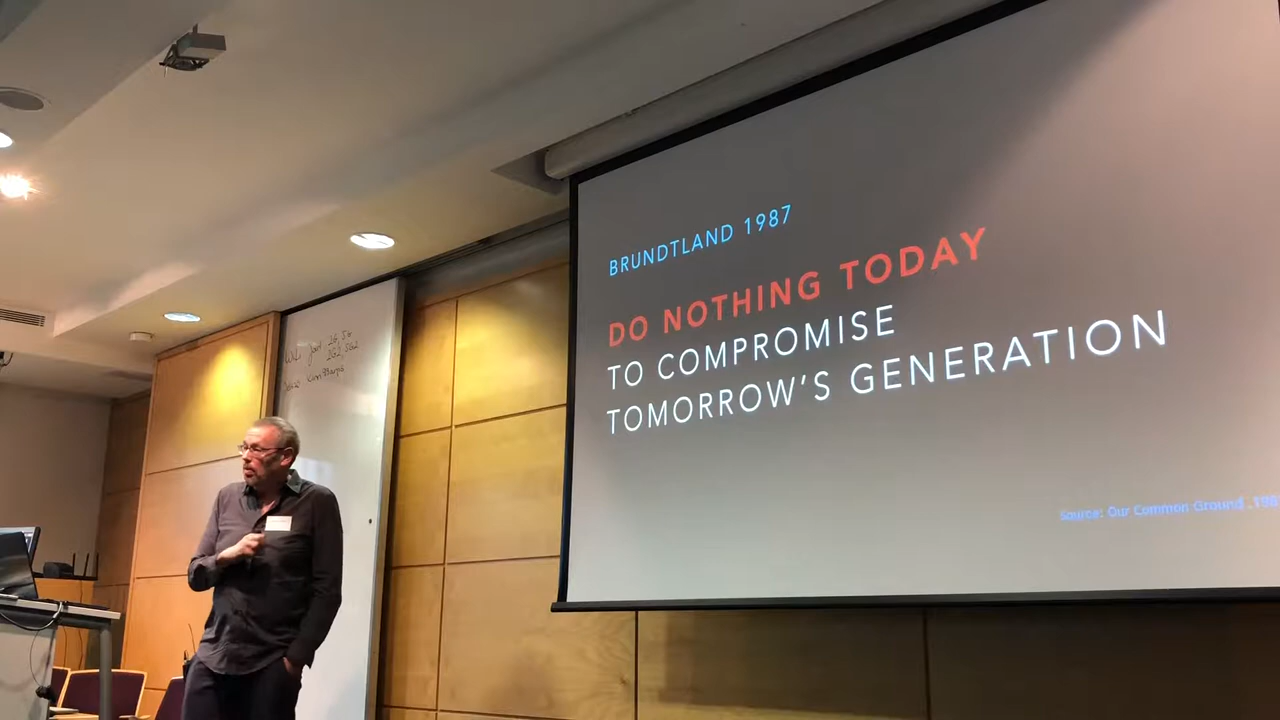 BRUNDTLAND 1987
DO NOTHING TODAY
TO COMPROMISE
TOMORROW'S GENERATION
Source: Our Common Ground